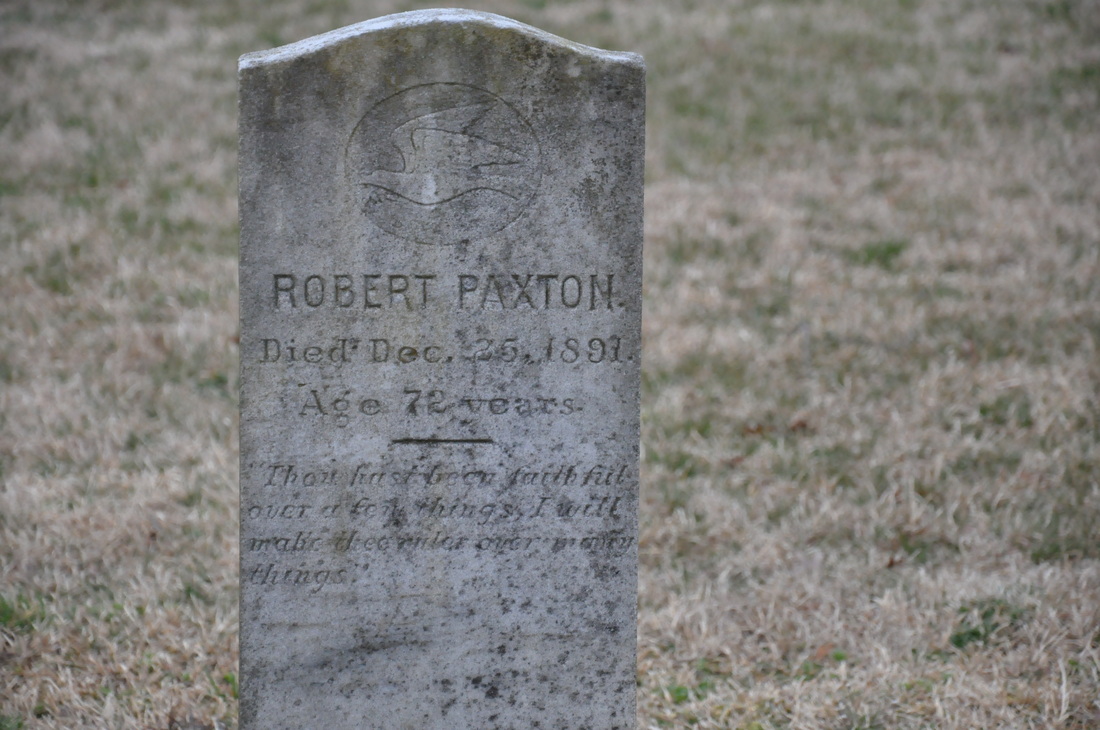 ROBERT PAXTON.
Died Dec. 25, 1891.
Age 72 years.
"Thou hast been faithful
over a few things, I will
make thee ruler over many
things."